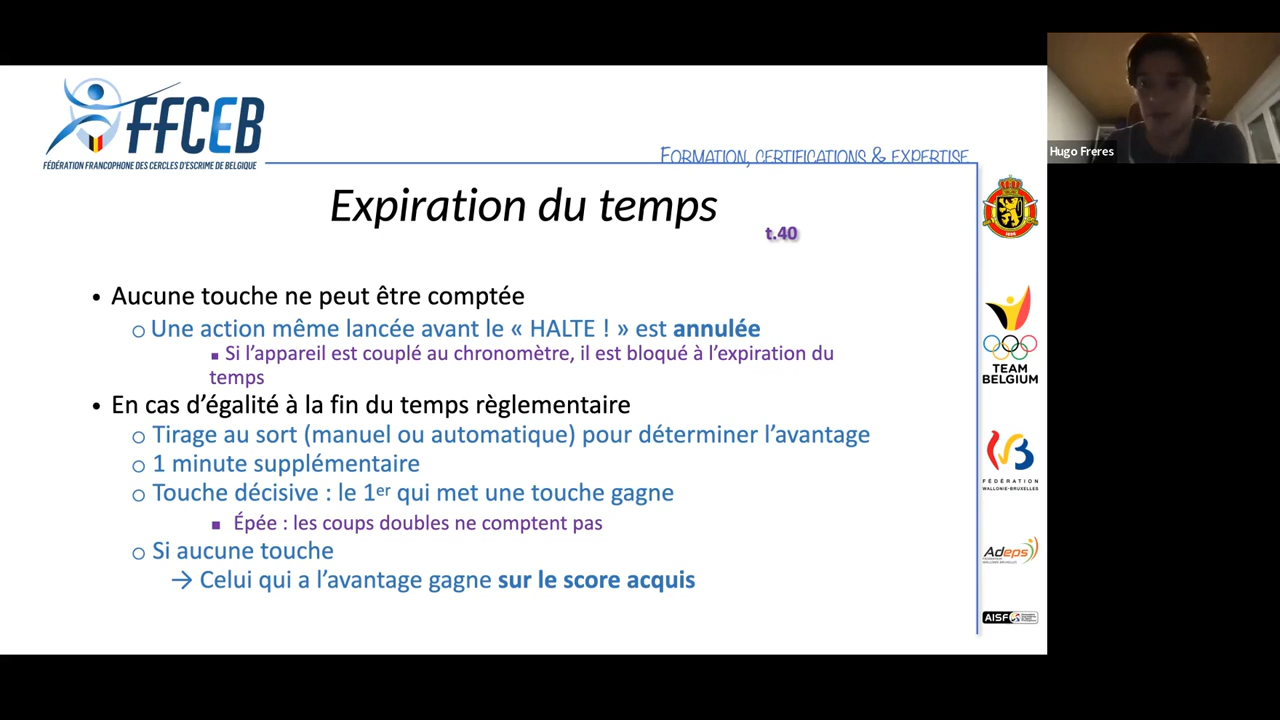 FFCEB
FÉDÉRATION FRANCOPHONE DES CERCLES D'ESCRIME DE BELGIQUE
FORMATION, CERTIFICATIONS & EXPERTISE
Hugo Freres
Expiration du temps
t.40
• Aucune touche ne peut être comptée
o Une action même lancée avant le « HALTE ! » est annulée
▪ Si l'appareil est couplé au chronomètre, il est bloqué à l'expiration du
temps
• En cas d'égalité à la fin du temps règlementaire
o Tirage au sort (manuel ou automatique) pour déterminer l'avantage
o 1 minute supplémentaire
o Touche décisive : le 1er qui met une touche gagne
▪ Épée : les coups doubles ne comptent pas
o Si aucune touche
→ Celui qui a l'avantage gagne sur le score acquis
TEAM
BELGIUM
FÉDÉRATION
WALLONIE-BRUXELLES
Adeps
AISF